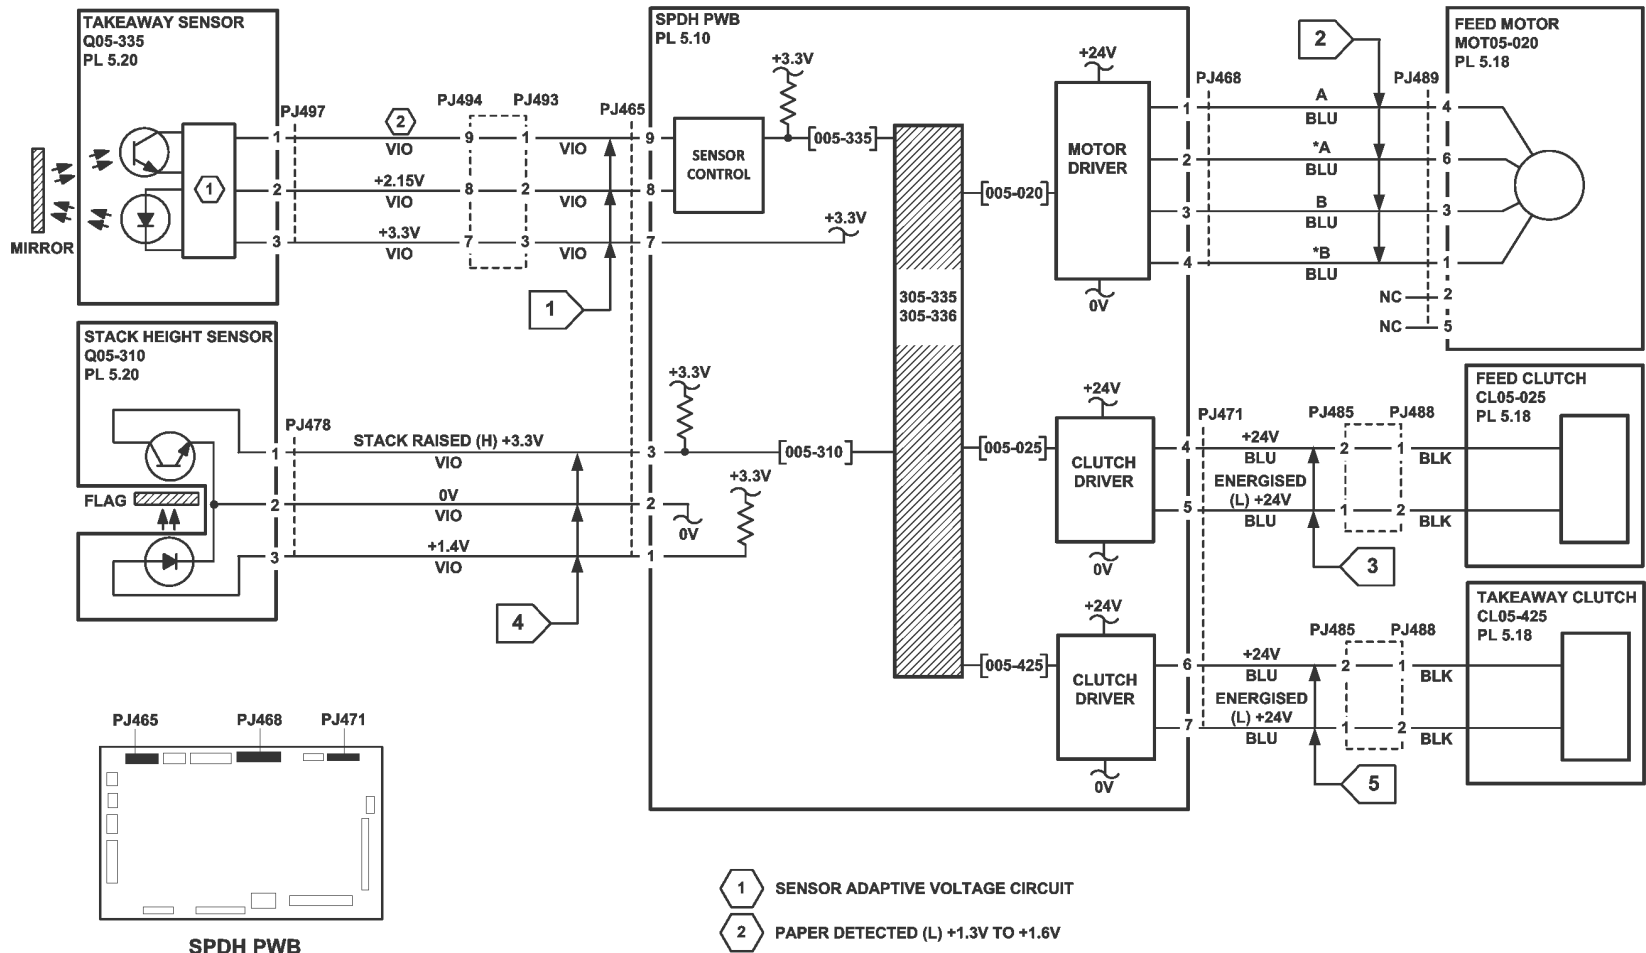 TAKEAWAY SENSOR
Q05-335
PL 5.20
PJ497
PJ494
PJ493
PJ465
1
2
VIO
9
1
VIO
9
1
2
+2.15V
VIO
8
2
VIO
8
3
+3.3V
VIO
7
3
VIO
7
MIRROR
1
STACK HEIGHT SENSOR
Q05-310
PL 5.20
PJ478
1
STACK RAISED (H) +3.3V
VIO
3
FLAG
2
0V
VIO
2
3
+1.4V
VIO
1
4
SPDH PWB
PL 5.10
SENSOR
CONTROL
+3.3V
[005-335]
+3.3V
305-335
305-336
+3.3V
[005-310]
+3.3V
0V
[005-020]
+24V
MOTOR
DRIVER
0V
[005-025]
+24V
CLUTCH
DRIVER
0V
[005-425]
+24V
CLUTCH
DRIVER
0V
2
PJ468
PJ489
1
A
BLU
4
2
*A
BLU
6
3
B
BLU
3
4
*B
BLU
1
NC
2
NC
5
FEED MOTOR
MOT05-020
PL 5.18
PJ471
PJ485
PJ488
4
+24V
BLU
2
1
BLK
5
ENERGISED
(L) +24V
BLU
1
2
BLK
3
FEED CLUTCH
CL05-025
PL 5.18
PJ485
PJ488
6
+24V
BLU
2
1
BLK
7
ENERGISED
(L) +24V
BLU
1
2
BLK
5
TAKEAWAY CLUTCH
CL05-425
PL 5.18
PJ465
PJ468
PJ471
SPDH PWB
1 SENSOR ADAPTIVE VOLTAGE CIRCUIT
2 PAPER DETECTED (L) +1.3V TO +1.6V